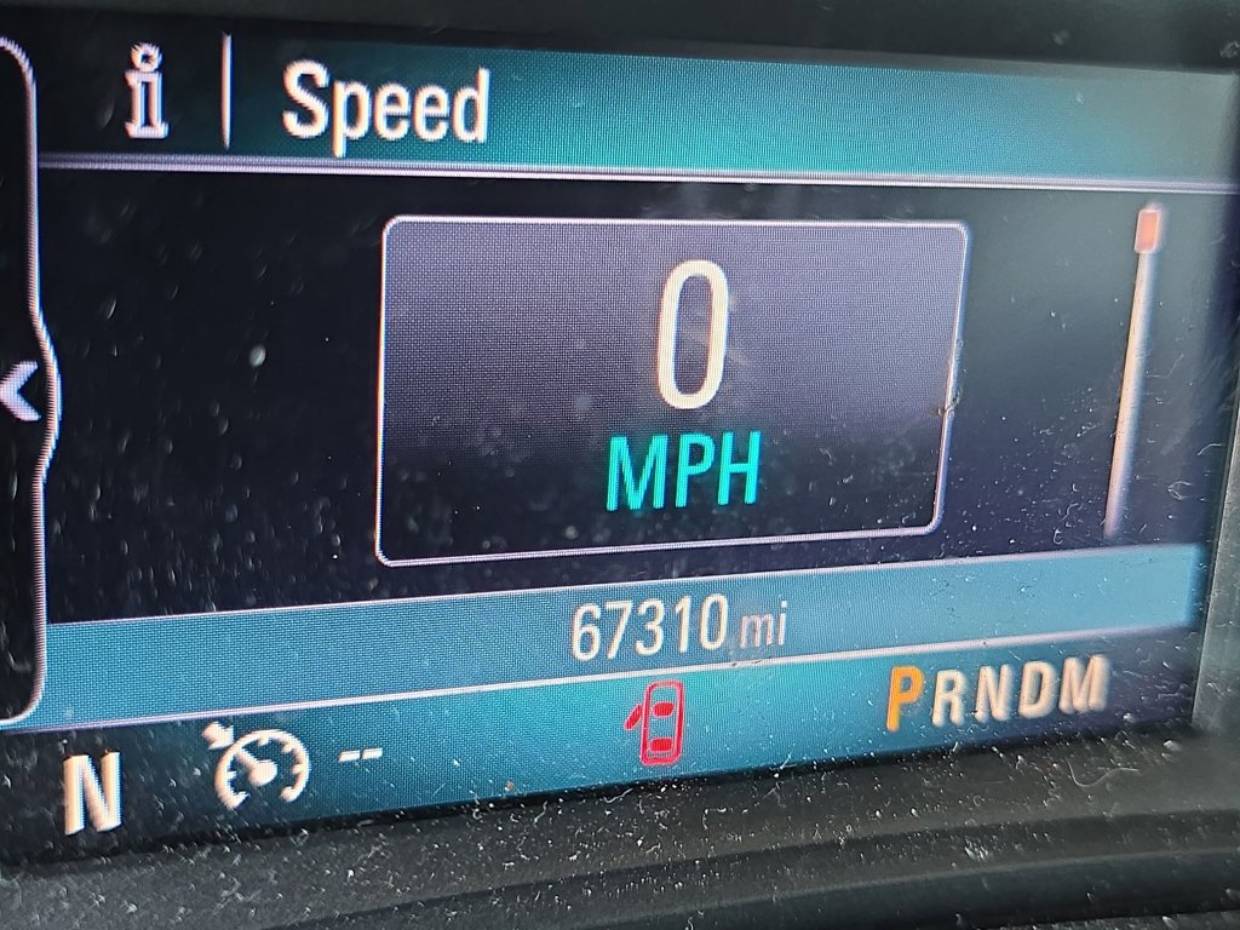 i | Speed
0
MPH
67310 mi
PRNDM
N --